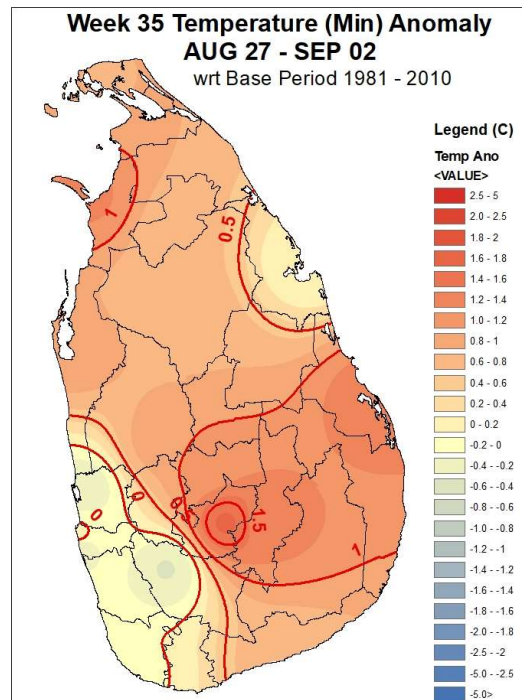 Week 35 Temperature (Min) Anomaly
AUG 27 - SEP 02
wrt Base Period 1981 - 2010
Legend (C)
Temp Ano
<VALUE>
2.5 - 5
2.0 - 2.5
1.8 - 2
1.6 - 1.8
1.4 - 1.6
1.2 - 1.4
1.0 - 1.2
0.8 - 1
0.6 - 0.8
0.4 - 0.6
0.2 - 0.4
0 - 0.2
-0.2 - 0
-0.4 - -0.2
-0.6 - -0.4
-0.8 - -0.6
-1.0 - -0.8
-1.2 - -1
-1.4 - -1.2
-1.6 - -1.4
-1.8 - -1.6
-2.0 - -1.8
-2.5 - -2
-5.0 - -2.5
-5.0>
1
0.5
0
0
1.5
1